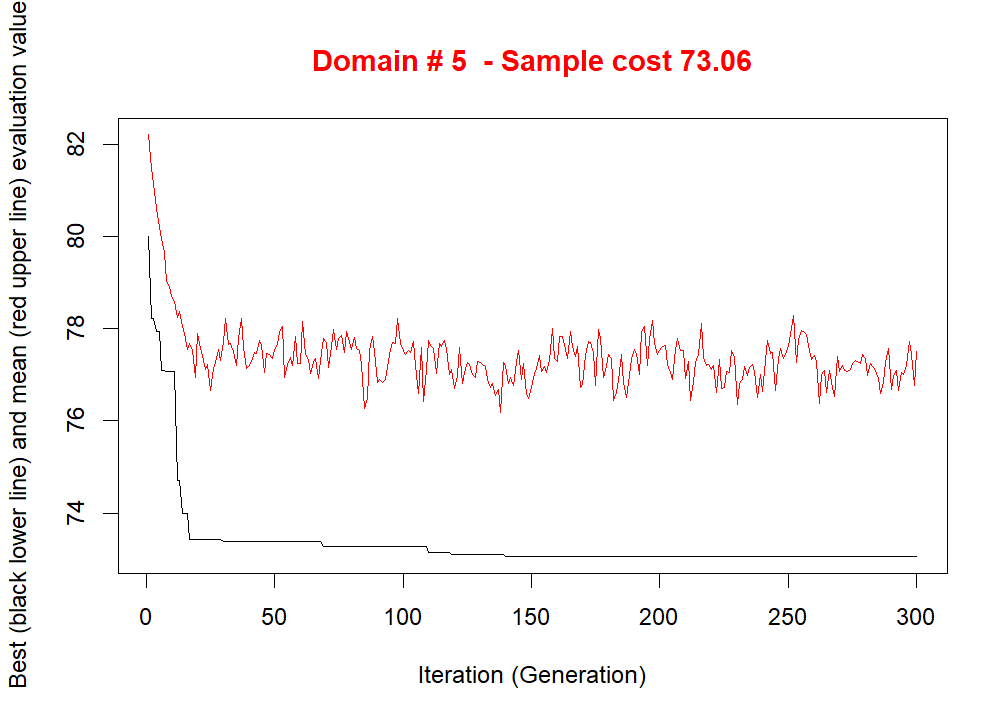 Domain # 5  - Sample cost 73.06
Best (black lower line) and mean (red upper line) evaluation value
82
80
78
76
74
0 50 100 150 200 250 300
Iteration (Generation)